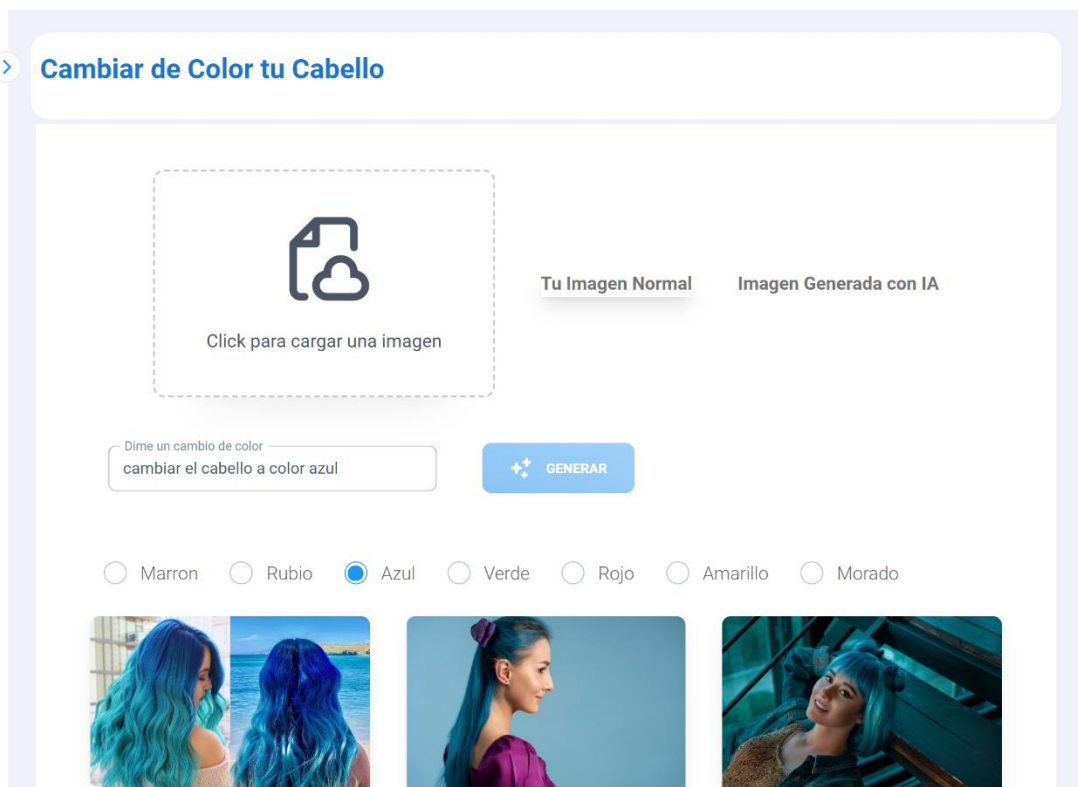 Cambiar de Color tu Cabello
Click para cargar una imagen
Tu Imagen Normal
Imagen Generada con IA
Dime un cambio de color
cambiar el cabello a color azul
GENERAR
Marron
Rubio
Azul
Verde
Rojo
Amarillo
Morado